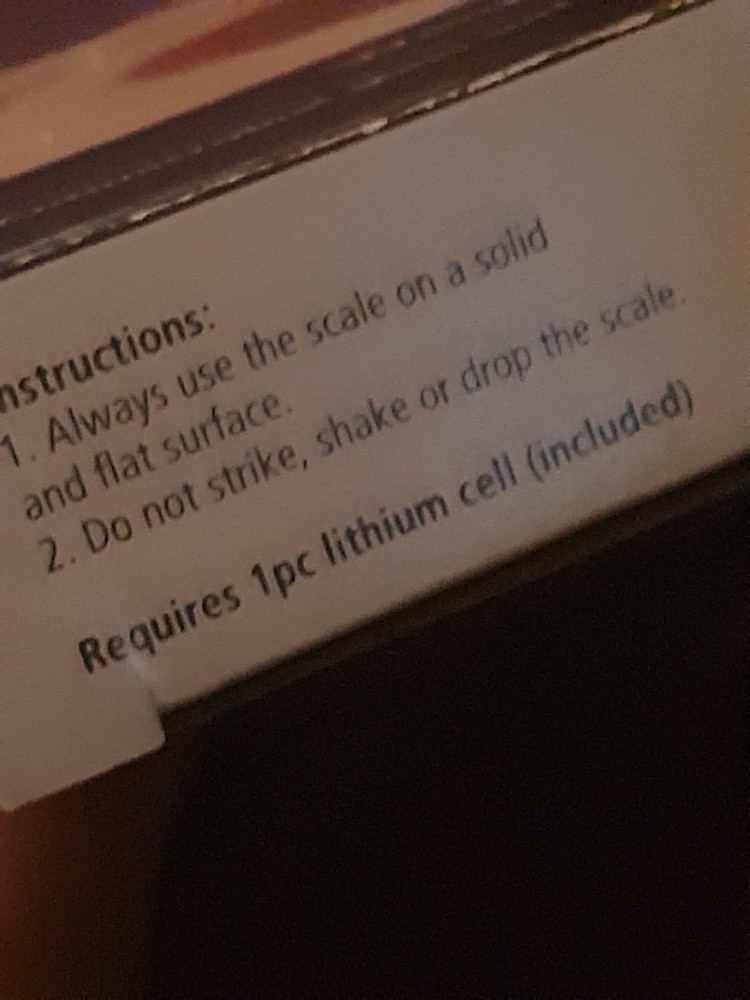 nstructions:
1. Always use the scale on a solid
and flat surface.
2. Do not strike, shake or drop the scale.
Requires 1pc lithium cell (included)